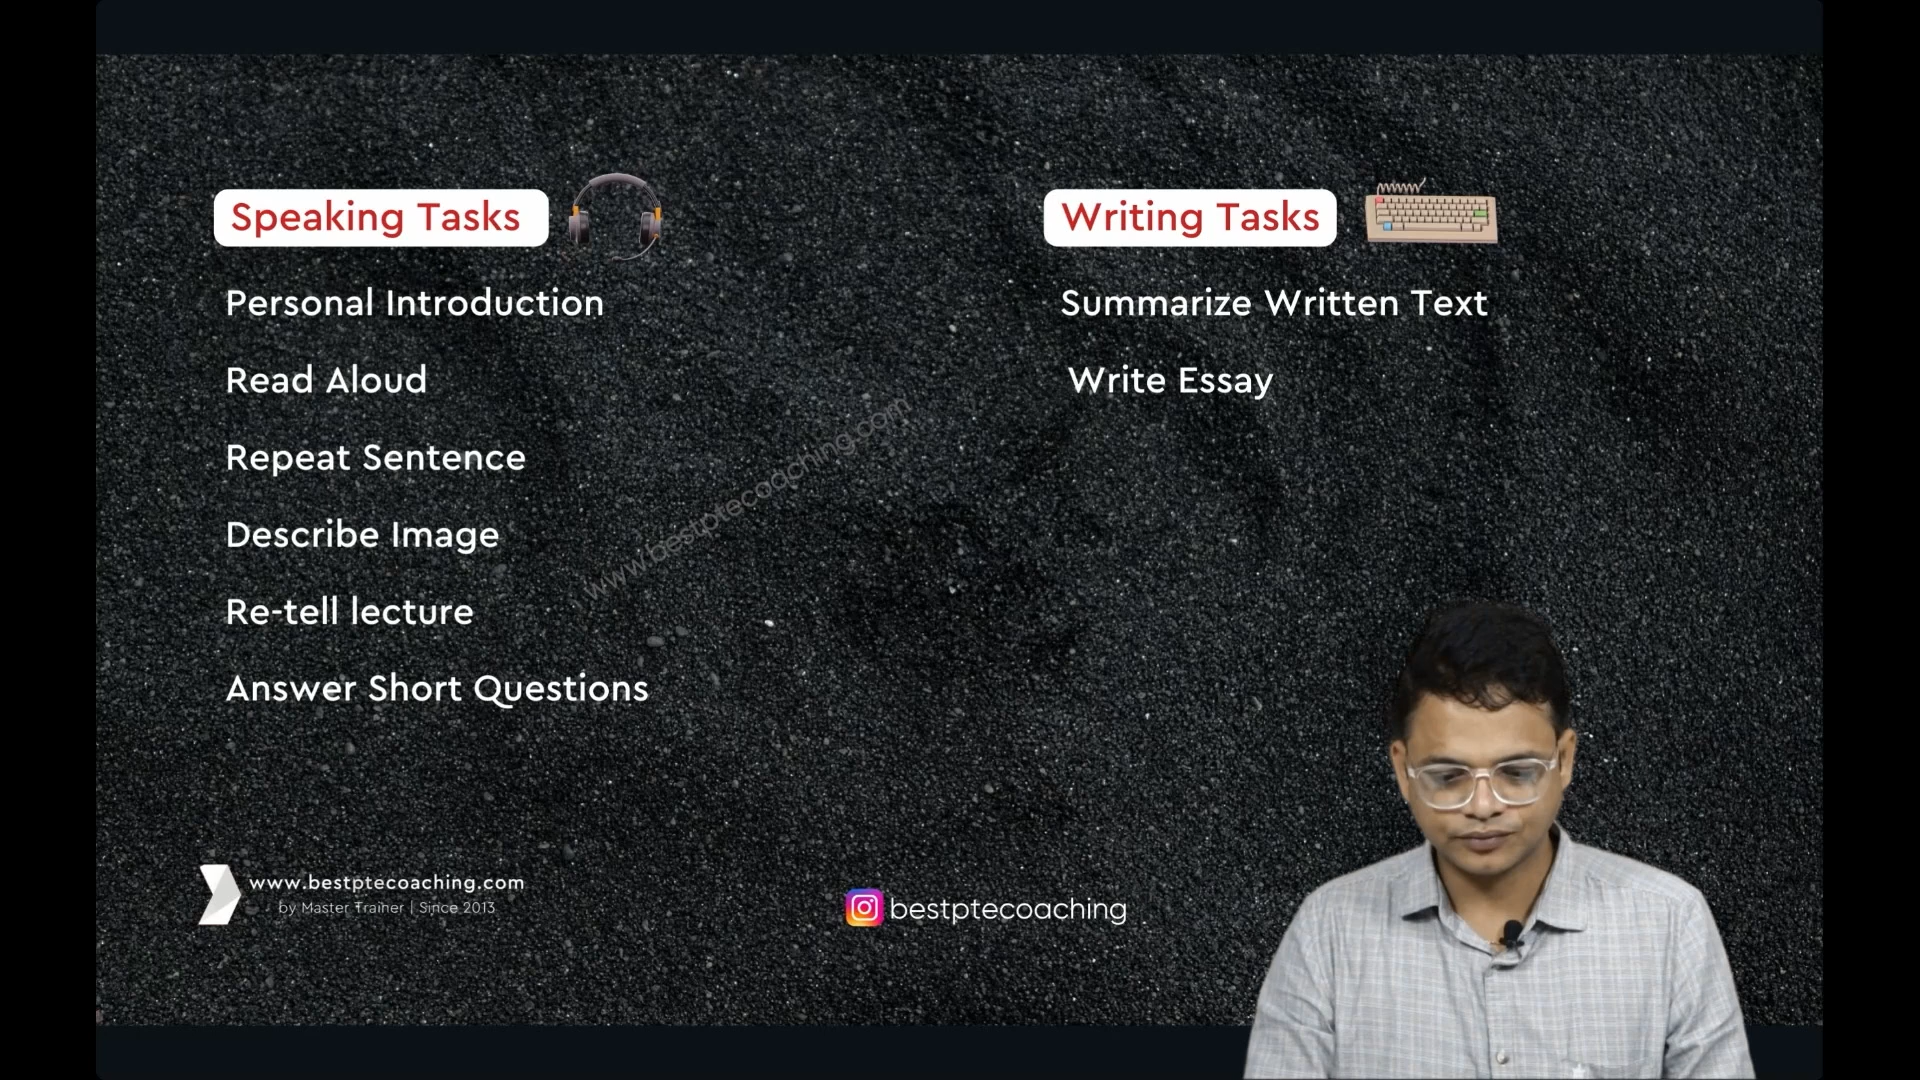 Speaking Tasks
Personal Introduction
Read Aloud
Repeat Sentence
Describe Image
Re-tell lecture
Answer Short Questions
Writing Tasks
Summarize Written Text
Write Essay
www.bestptecoaching.com
www.bestptecoaching.com
by Master Trainer | Since 2013
bestptecoaching